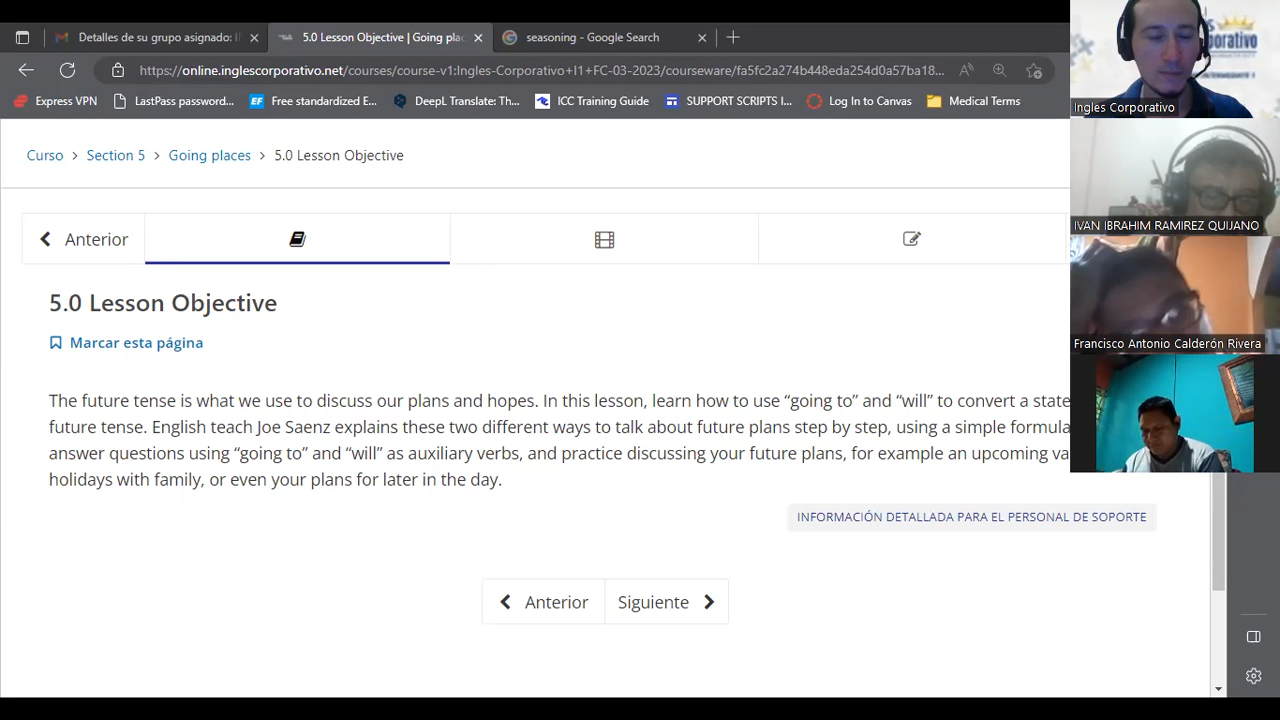 Detalles de su grupo asignado: I
5.0 Lesson Objective | Going plac
seasoning - Google Search
https://online.inglescorporativo.net/courses/course-v1:Ingles-Corporativo+I1+FC-03-2023/courseware/fa5fc2a274b448eda254d0a57ba18...
Express VPN
LastPass password...
EF Free standardized E...
DeepL Translate: Th...
ICC Training Guide
SUPPORT SCRIPTS I...
Log In to Canvas
Medical Terms
Curso > Section 5 > Going places > 5.0 Lesson Objective
Anterior
5.0 Lesson Objective
Marcar esta página
The future tense is what we use to discuss our plans and hopes. In this lesson, learn how to use “going to” and “will” to convert a state
future tense. English teach Joe Saenz explains these two different ways to talk about future plans step by step, using a simple formula
answer questions using “going to” and “will” as auxiliary verbs, and practice discussing your future plans, for example an upcoming va
holidays with family, or even your plans for later in the day.
INFORMACIÓN DETALLADA PARA EL PERSONAL DE SOPORTE
Anterior
Siguiente
Ingles Corporativo
IVAN IBRAHIM RAMIREZ QUIJANO
Francisco Antonio Calderón Rivera